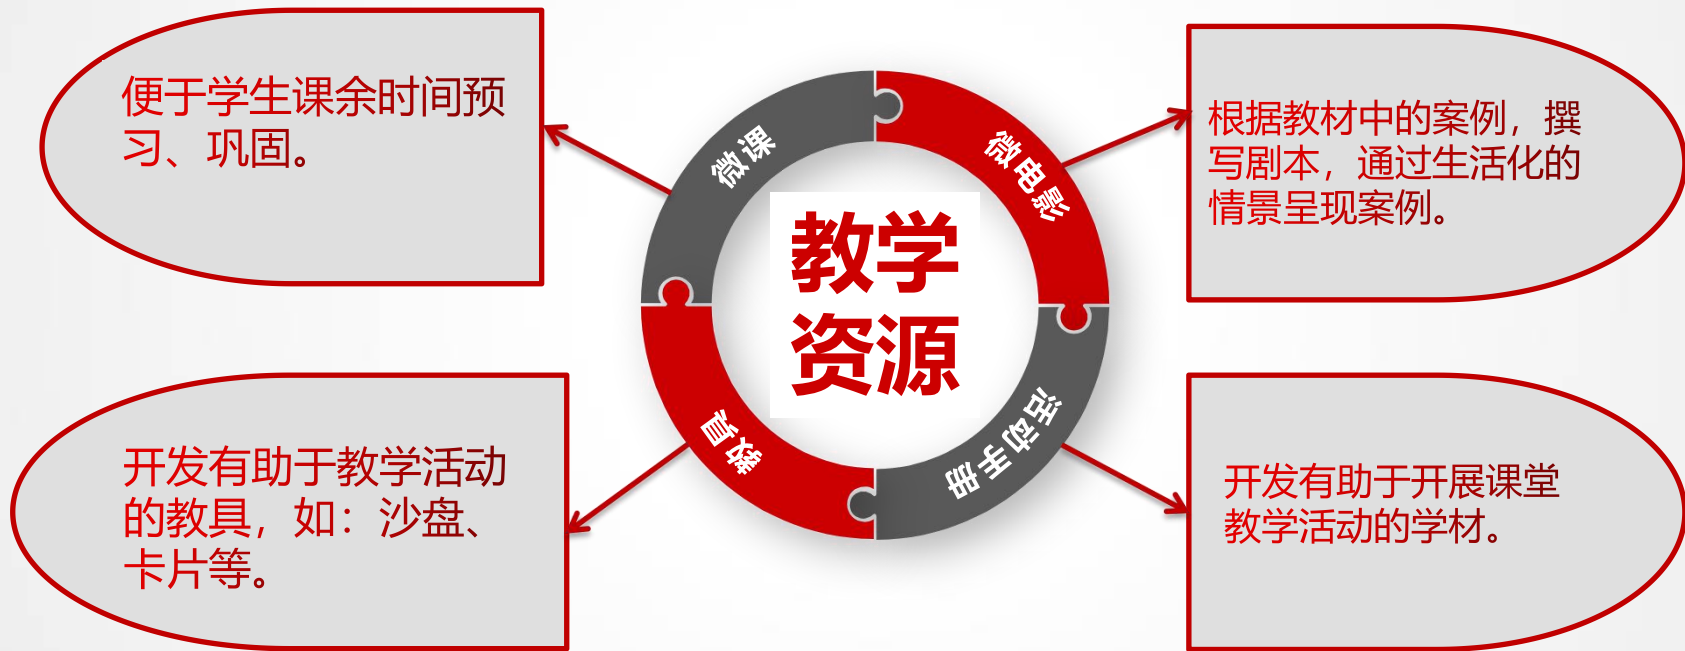 便于学生课余时间预
习、巩固。
微课
微电影
根据教材中的案例，撰
写剧本，通过生活化的
情景呈现案例。
教学
资源
教具
开发有助于教学活动
的教具，如：沙盘、
卡片等。
活动手册
开发有助于开展课堂
教学活动的学材。